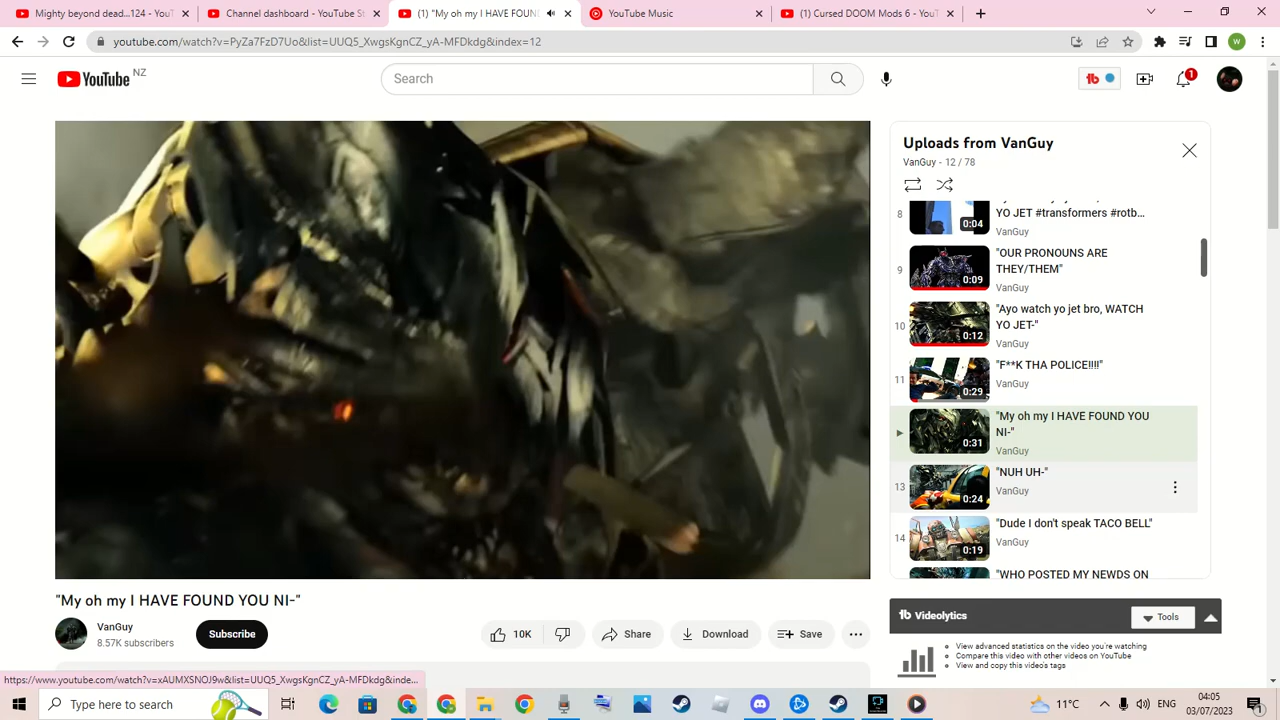 Mighty beyond dead...124 - YouT
Channel dashboard - YouTube St
(1) "My oh my I HAVE FOUN
YouTube Music
(1) Cursed DOOM Mods 6 - YouT
youtube.com/watch?v=PyZa7FzD7Uo&list=UUQ5_XwgsKgnCZ_yA-MFDkdg&index=12
w
YouTube NZ
Search
tb
1
Uploads from VanGuy
VanGuy - 12 / 78
8
YO JET #transformers #rotb...
0:04
VanGuy
9
"OUR PRONOUNS ARE
THEY/THEM"
0:09
VanGuy
10
"Ayo watch yo jet bro, WATCH
YO JET-"
0:12
VanGuy
11
"F**K THA POLICE!!!!"
VanGuy
0:29
"My oh my I HAVE FOUND YOU
NI-"
0:31
VanGuy
13
"NUH UH-"
VanGuy
0:24
14
"Dude I don't speak TACO BELL"
VanGuy
0:19
"WHO POSTED MY NEWDS ON
"My oh my I HAVE FOUND YOU NI-"
VanGuy
8.57K subscribers
Subscribe
10K
Share
Download
Save
tb Videolytics
Tools
View advanced statistics on the video you're watching
Compare this video with other videos on YouTube
View and copy this video's tags
https://www.youtube.com/watch?v=xAUMXSNOJHw&list=UUQ5_XwgsKgnCZ_yA-MFDkdg&inde...
Type here to search
11°C
ENG
04:05
03/07/2023
1